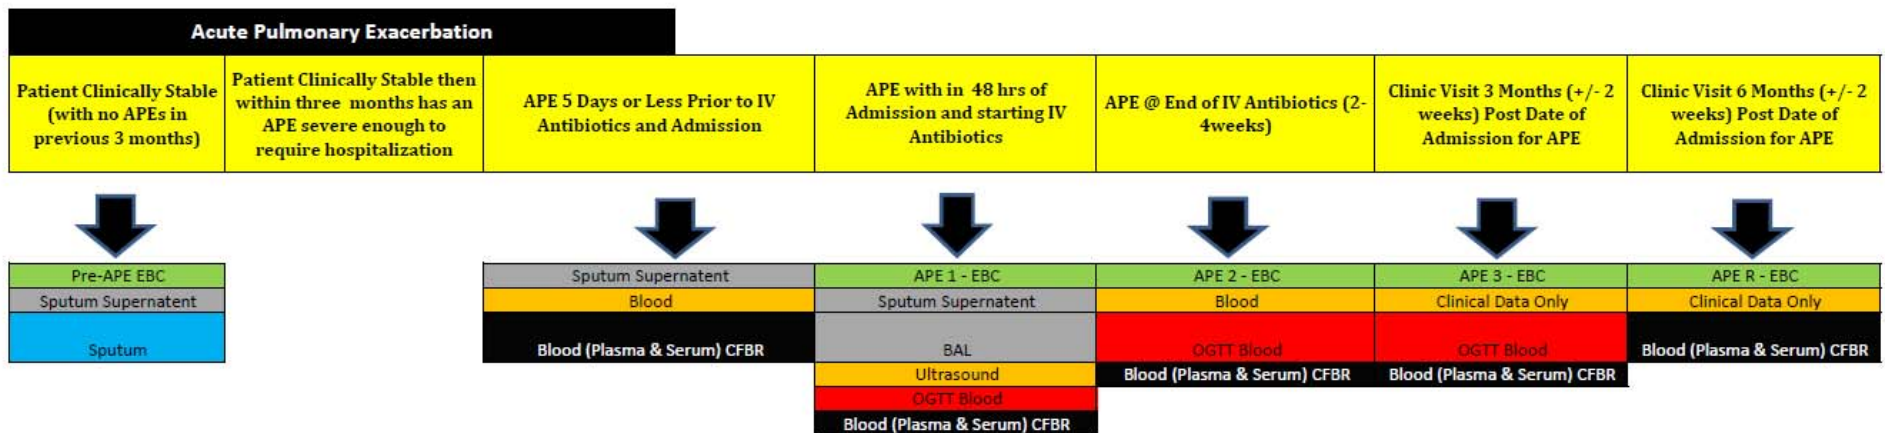 Acute Pulmonary Exacerbation
Patient Clinically Stable
(with no APEs in
previous 3 months)
Patient Clinically Stable then
within three months has an
APE severe enough to
require hospitalization
APE 5 Days or Less Prior to IV
Antibiotics and Admission
APE with in 48 hrs of
Admission and starting IV
Antibiotics
APE @ End of IV Antibiotics (2-
4weeks)
Clinic Visit 3 Months (+/- 2
weeks) Post Date of
Admission for APE
Clinic Visit 6 Months (+/- 2
weeks) Post Date of
Admission for APE
Pre-APE EBC
Sputum Supernatent
Sputum
Sputum Supernatent
Blood
Blood (Plasma & Serum) CFBR
APE 1 - EBC
Sputum Supernatent
BAL
Ultrasound
OGTT Blood
Blood (Plasma & Serum) CFBR
APE 2 - EBC
Blood
OGTT Blood
Blood (Plasma & Serum) CFBR
APE 3 - EBC
Clinical Data Only
OGTT Blood
Blood (Plasma & Serum) CFBR
APE R - EBC
Clinical Data Only
Blood (Plasma & Serum) CFBR